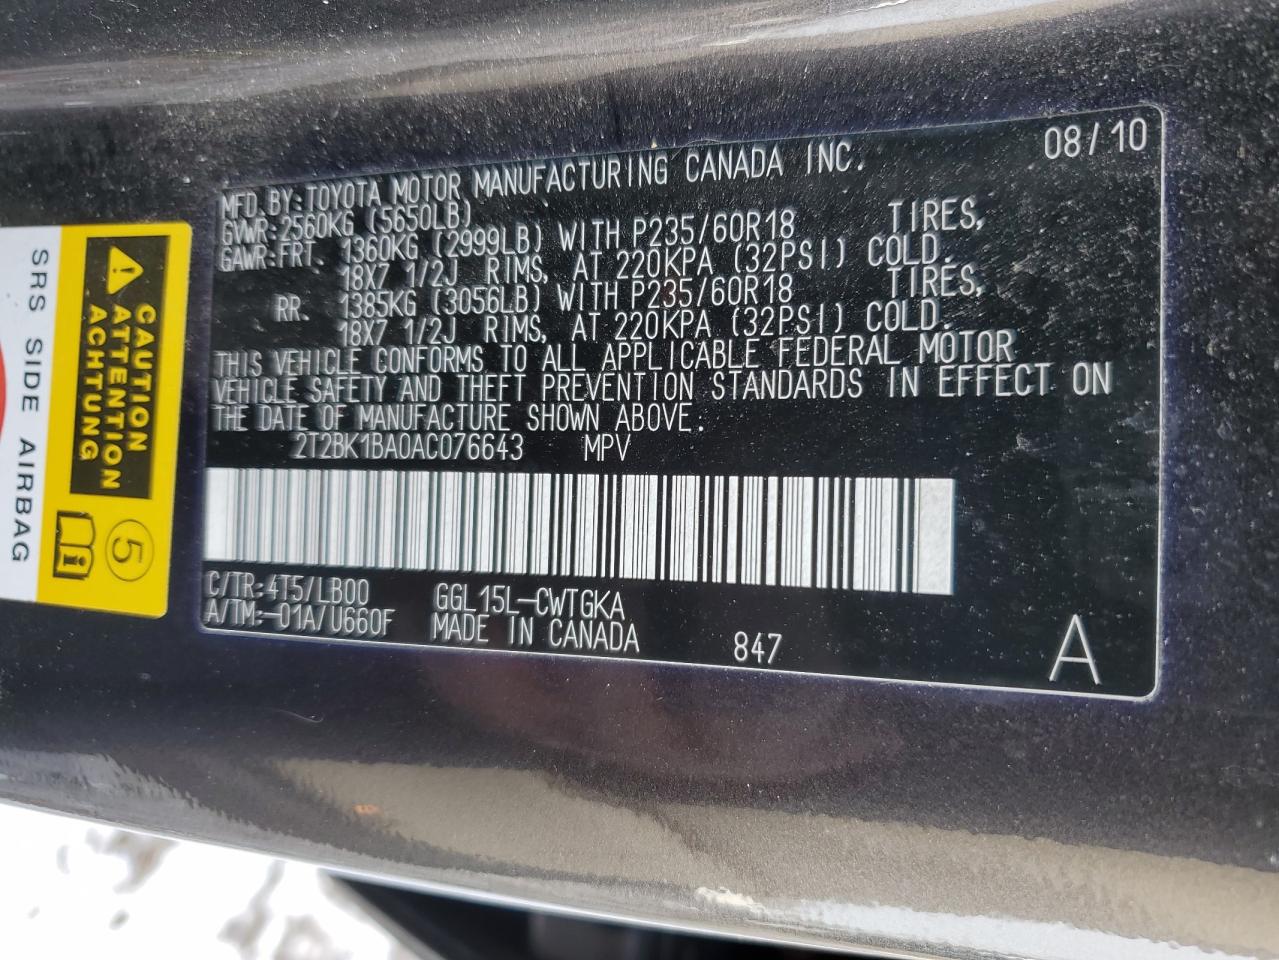 08/10
MFD.BY:TOYOTA MOTOR MANUFACTURING CANADA INC.
GVWR:2560KG (5650LB)
GAWR:FRT. 1360KG (2999LB) WITH P235/60R18 TIRES,
18X7 1/2J RIMS, AT 220KPA (32PSI) COLD.
RR. 1385KG (3056LB) WITH P235/60R18 TIRES,
18X7 1/2J RIMS, AT 220KPA (32PSI) COLD.
THIS VEHICLE CONFORMS TO ALL APPLICABLE FEDERAL MOTOR
VEHICLE SAFETY AND THEFT PREVENTION STANDARDS IN EFFECT ON
THE DATE OF MANUFACTURE SHOWN ABOVE.
2T2BK1BA0AC076643 MPV
C/TR:4T5/LB00 GGL15L-CWTGKA
A/TM:-01A/U660F MADE IN CANADA 847 A
CAUTION
ATTENTION
ACHTUNG
5
SRS SIDE AIRBAG